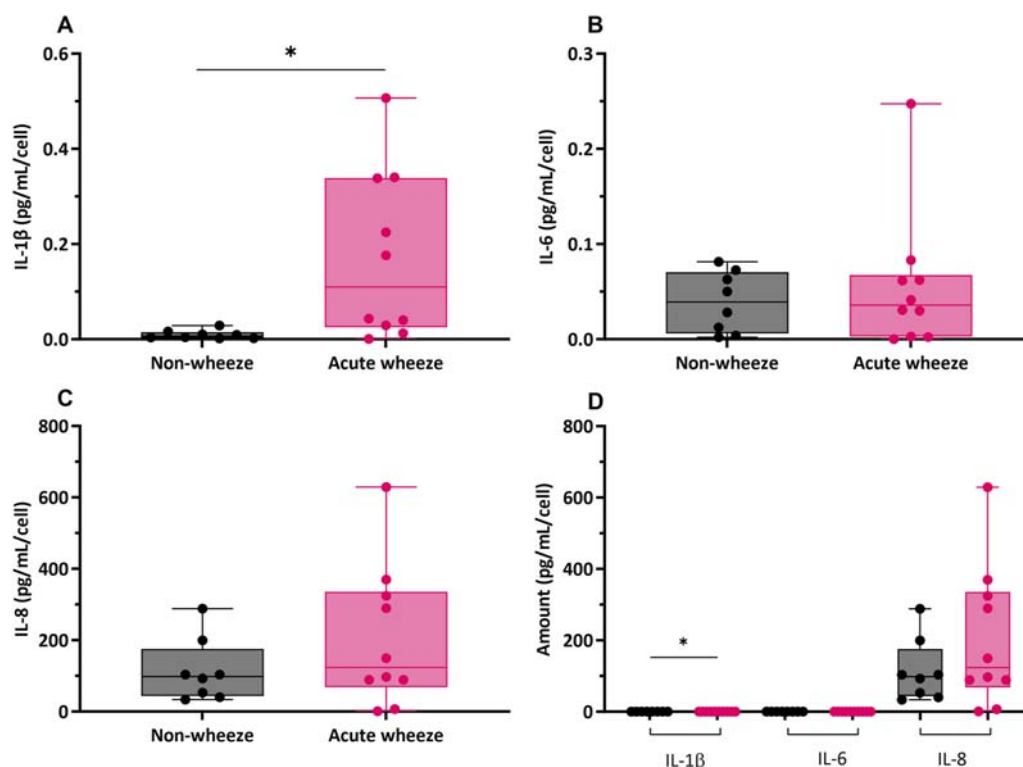 A
*
IL-1β (pg/mL/cell)
0.6
0.4
0.2
0.0
Non-wheeze Acute wheeze
B
IL-6 (pg/mL/cell)
0.3
0.2
0.1
0.0
Non-wheeze Acute wheeze
C
IL-8 (pg/mL/cell)
800
600
400
200
0
Non-wheeze Acute wheeze
D
Amount (pg/mL/cell)
800
600
400
200
0
*
IL-1β IL-6 IL-8